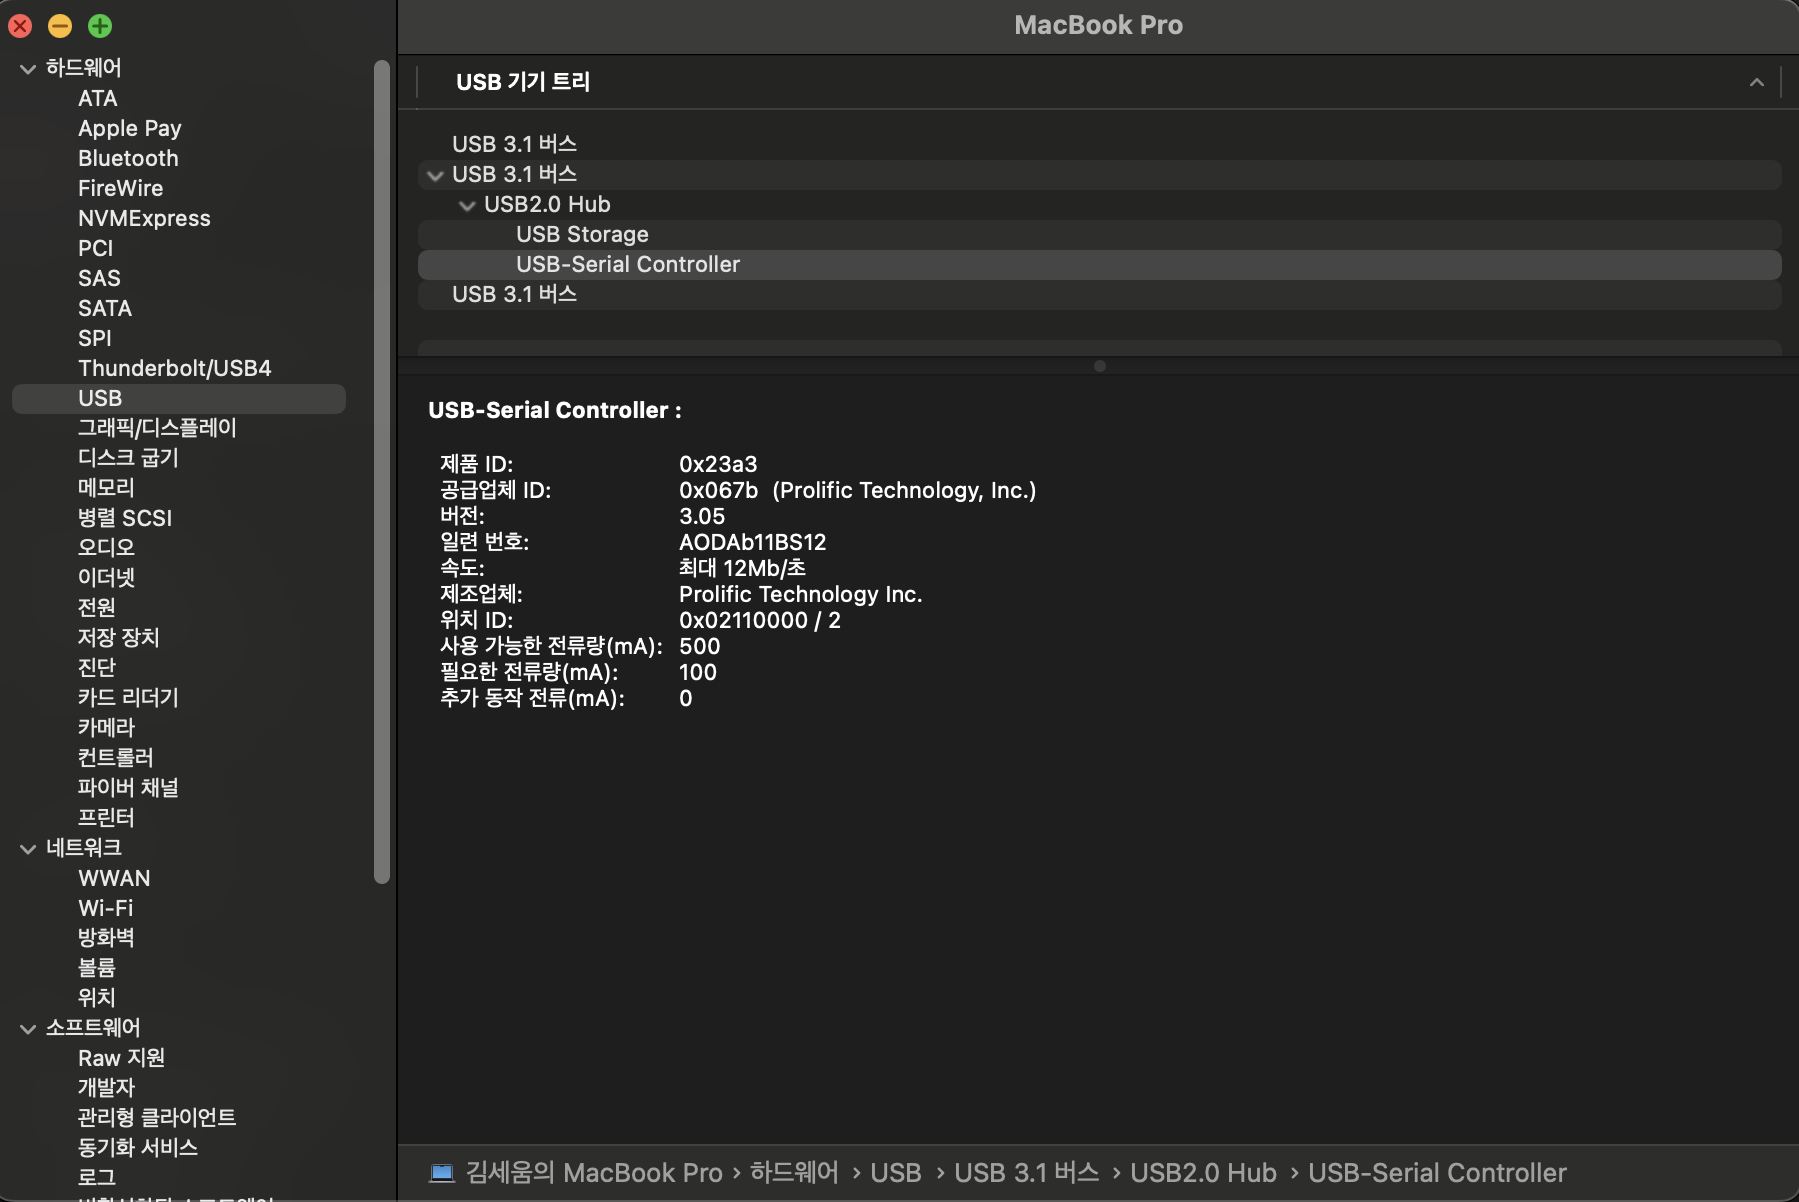 MacBook Pro
하드웨어
ATA
Apple Pay
Bluetooth
FireWire
NVMExpress
PCI
SAS
SATA
SPI
Thunderbolt/USB4
USB
그래픽/디스플레이
디스크 굽기
메모리
병렬 SCSI
오디오
이더넷
전원
저장 장치
진단
카드 리더기
카메라
컨트롤러
파이버 채널
프린터
네트워크
WWAN
Wi-Fi
방화벽
볼륨
위치
소프트웨어
Raw 지원
개발자
관리형 클라이언트
동기화 서비스
로그
USB 기기 트리
USB 3.1 버스
USB 3.1 버스
USB2.0 Hub
USB Storage
USB-Serial Controller
USB 3.1 버스
USB-Serial Controller :
제품 ID: 0x23a3
공급업체 ID: 0x067b (Prolific Technology, Inc.)
버전: 3.05
일련 번호: AODAb11BS12
속도: 최대 12Mb/초
제조업체: Prolific Technology Inc.
위치 ID: 0x02110000 / 2
사용 가능한 전류량(mA): 500
필요한 전류량(mA): 100
추가 동작 전류(mA): 0
김세움의 MacBook Pro › 하드웨어 › USB › USB 3.1 버스 › USB2.0 Hub › USB-Serial Controller